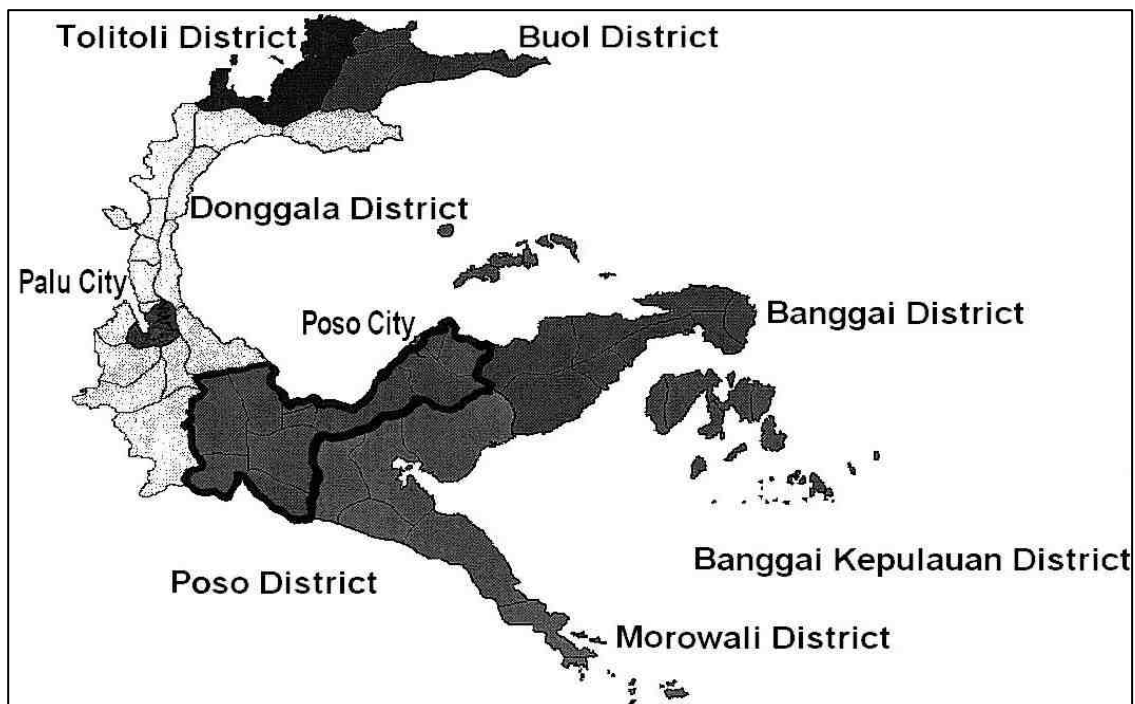 Tolitoli District
Buol District
Donggala District
Palu City
Poso City
Banggai District
Banggai Kepulauan District
Poso District
Morowali District